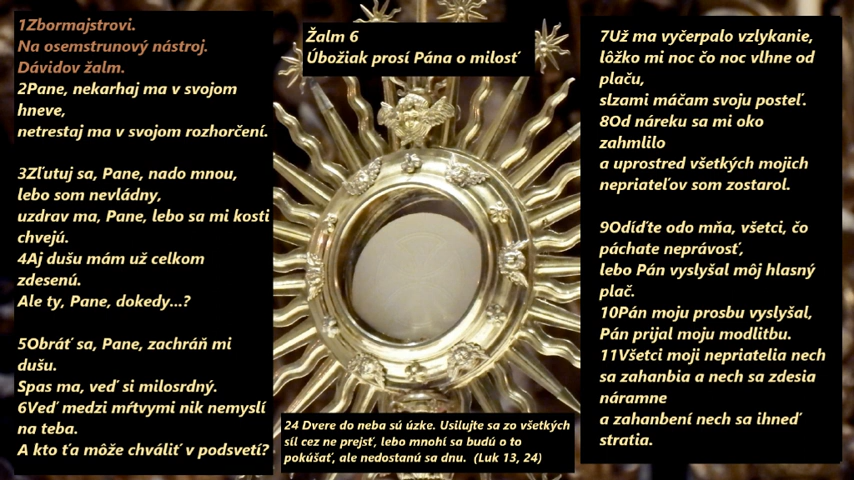 1Zbormajstrovi.
Na osemstrunový nástroj.
Dávidov žalm.
2Pane, nekarhaj ma v svojom
hneve,
netrestaj ma v svojom rozhorčení.
3Zľutuj sa, Pane, nado mnou,
lebo som nevládny,
uzdrav ma, Pane, lebo sa mi kosti
chvejú.
4Aj dušu mám už celkom
zdesenú.
Ale ty, Pane, dokedy...?
5Obráť sa, Pane, zachráň mi
dušu.
Spas ma, veď si milosrdný.
6Veď medzi mŕtvymi nik nemyslí
na teba.
A kto ťa môže chváliť v podsvetí?
Žalm 6
Úbožiak prosí Pána o milosť
24 Dvere do neba sú úzke. Usilujte sa zo všetkých
síl cez ne prejsť, lebo mnohí sa budú o to
pokúšať, ale nedostanú sa dnu. (Luk 13, 24)
7Už ma vyčerpalo vzlykanie,
lôžko mi noc čo noc vlhne od
plaču,
slzami máčam svoju posteľ.
8Od náreku sa mi oko
zahmlilo
a uprostred všetkých mojich
nepriateľov som zostarol.
9Odíďte odo mňa, všetci, čo
páchate neprávosť,
lebo Pán vyslyšal môj hlasný
plač.
10Pán moju prosbu vyslyšal,
Pán prijal moju modlitbu.
11Všetci moji nepriatelia nech
sa zahanbia a nech sa zdesia
náramne
a zahanbení nech sa ihneď
stratia.